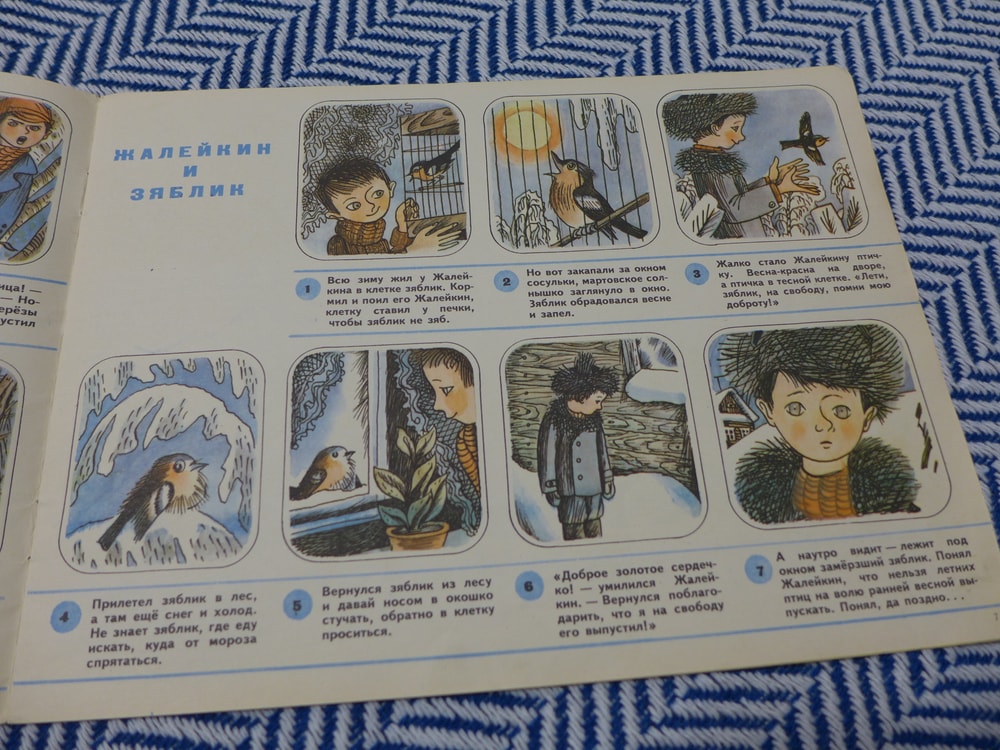 ица! —
— Но-
ерёзы
устил
ЖАЛЕЙКИН
И
ЗЯБЛИК
1
Всю зиму жил у Жалей-
кина в клетке зяблик. Кор-
мил и поил его Жалейкин,
клетку ставил у печки,
чтобы зяблик не зяб.
2
Но вот закапали за окном
сосульки, мартовское сол-
нышко заглянуло в окно.
Зяблик обрадовался весне
и запел.
3
Жалко стало Жалейкину птич-
ку. Весна-красна на дворе,
а птичка в тесной клетке. «Лети,
зяблик, на свободу, помни мою
доброту!»
4
Прилетел зяблик в лес,
а там ещё снег и холод.
Не знает зяблик, где еду
искать, куда от мороза
спрятаться.
5
Вернулся зяблик из лесу
и давай носом в окошко
стучать, обратно в клетку
проситься.
6
«Доброе золотое сердеч-
ко! — умилился Жалей-
кин. — Вернулся поблаго-
дарить, что я на свободу
его выпустил!»
7
А наутро видит — лежит под
окном замёрзший зяблик. Понял
Жалейкин, что нельзя летних
птиц на волю ранней весной вы-
пускать. Понял, да поздно...